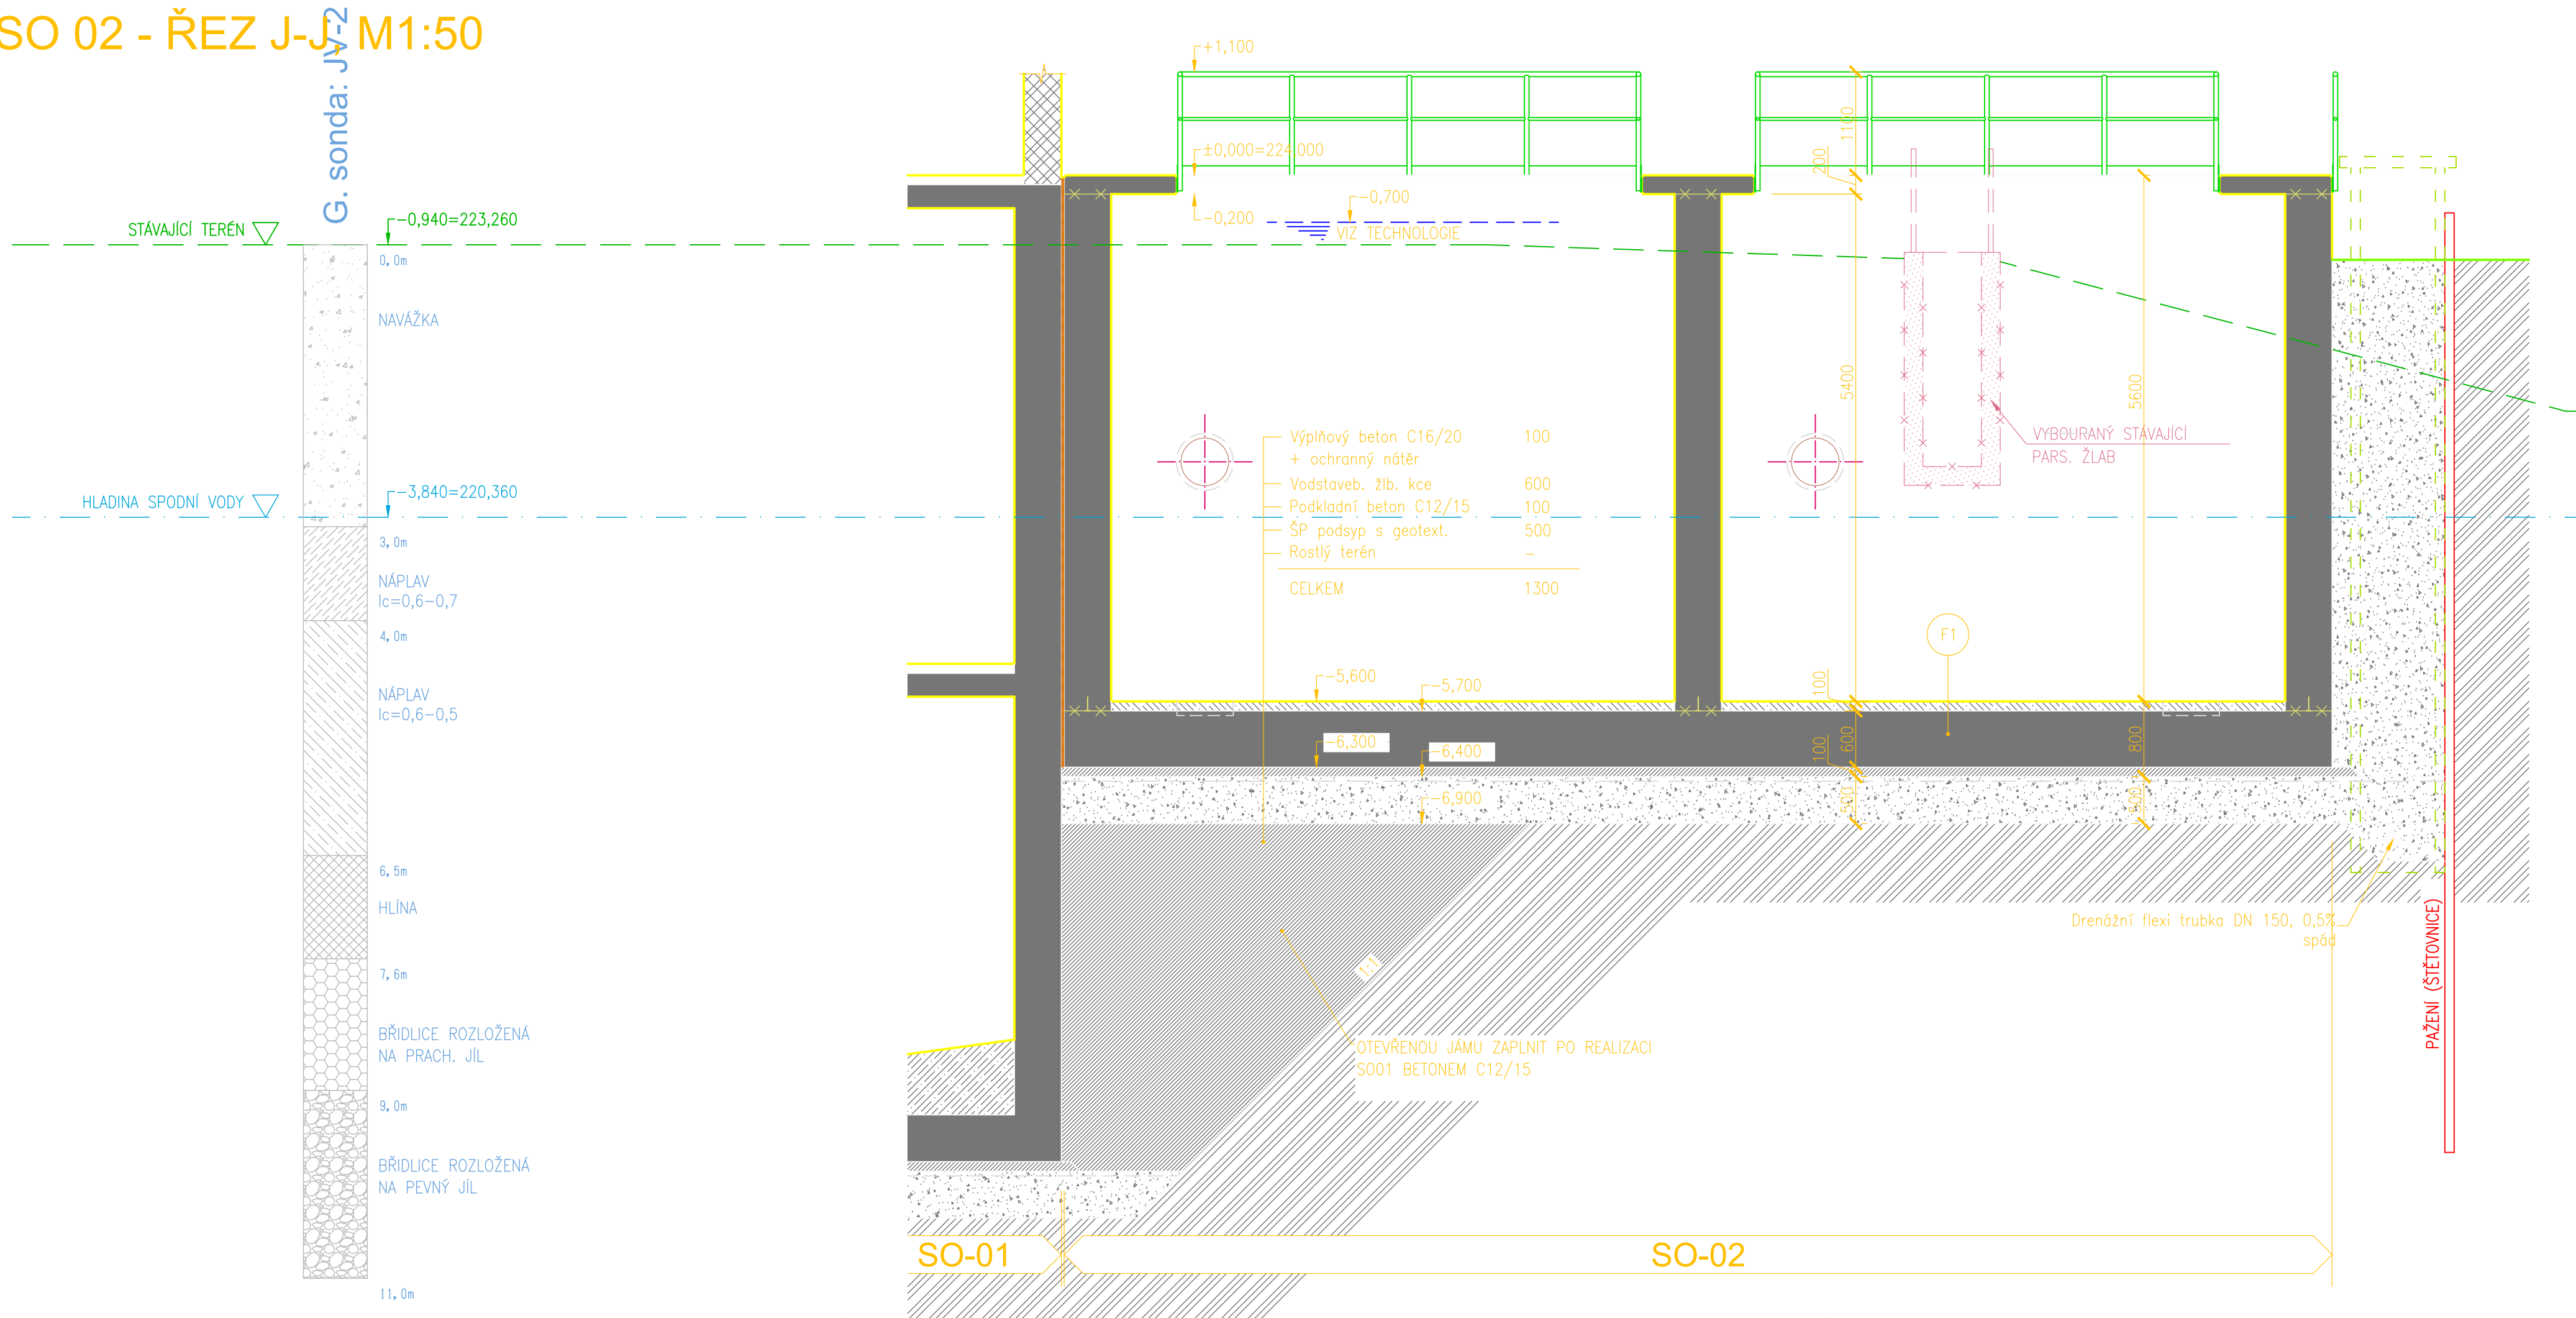 SO 02 - ŘEZ J-J, M1:50
G. sonda: JV-2
STÁVAJÍCÍ TERÉN
-0,940=223,260
0,0m
NAVÁŽKA
HLADINA SPODNÍ VODY
-3,840=220,360
3,0m
NÁPLAV
Ic=0,6-0,7
4,0m
NÁPLAV
Ic=0,6-0,5
6,5m
HLÍNA
7,6m
BŘIDLICE ROZLOŽENÁ
NA PRACH. JÍL
9,0m
BŘIDLICE ROZLOŽENÁ
NA PEVNÝ JÍL
11,0m
+1,100
±0,000=224,000
-0,200
-0,700
VIZ TECHNOLOGIE
Výplňový beton C16/20 100
+ ochranný nátěr
Vodstaveb. žlb. kce 600
Podkladní beton C12/15 100
ŠP podsyp s geotext. 500
Rostlý terén -
CELKEM 1300
-5,600
-5,700
-6,300
-6,400
-6,900
1100
200
5400
100
600
100
500
5600
800
500
VYBOURANÝ STÁVAJÍCÍ
PARS. ŽLAB
F1
Drenážní flexi trubka DN 150, 0,5%
spád
PAŽENÍ (ŠTĚTOVNICE)
1:1
OTEVŘENOU JÁMU ZAPLNIT PO REALIZACI
SO01 BETONEM C12/15
SO-01
SO-02